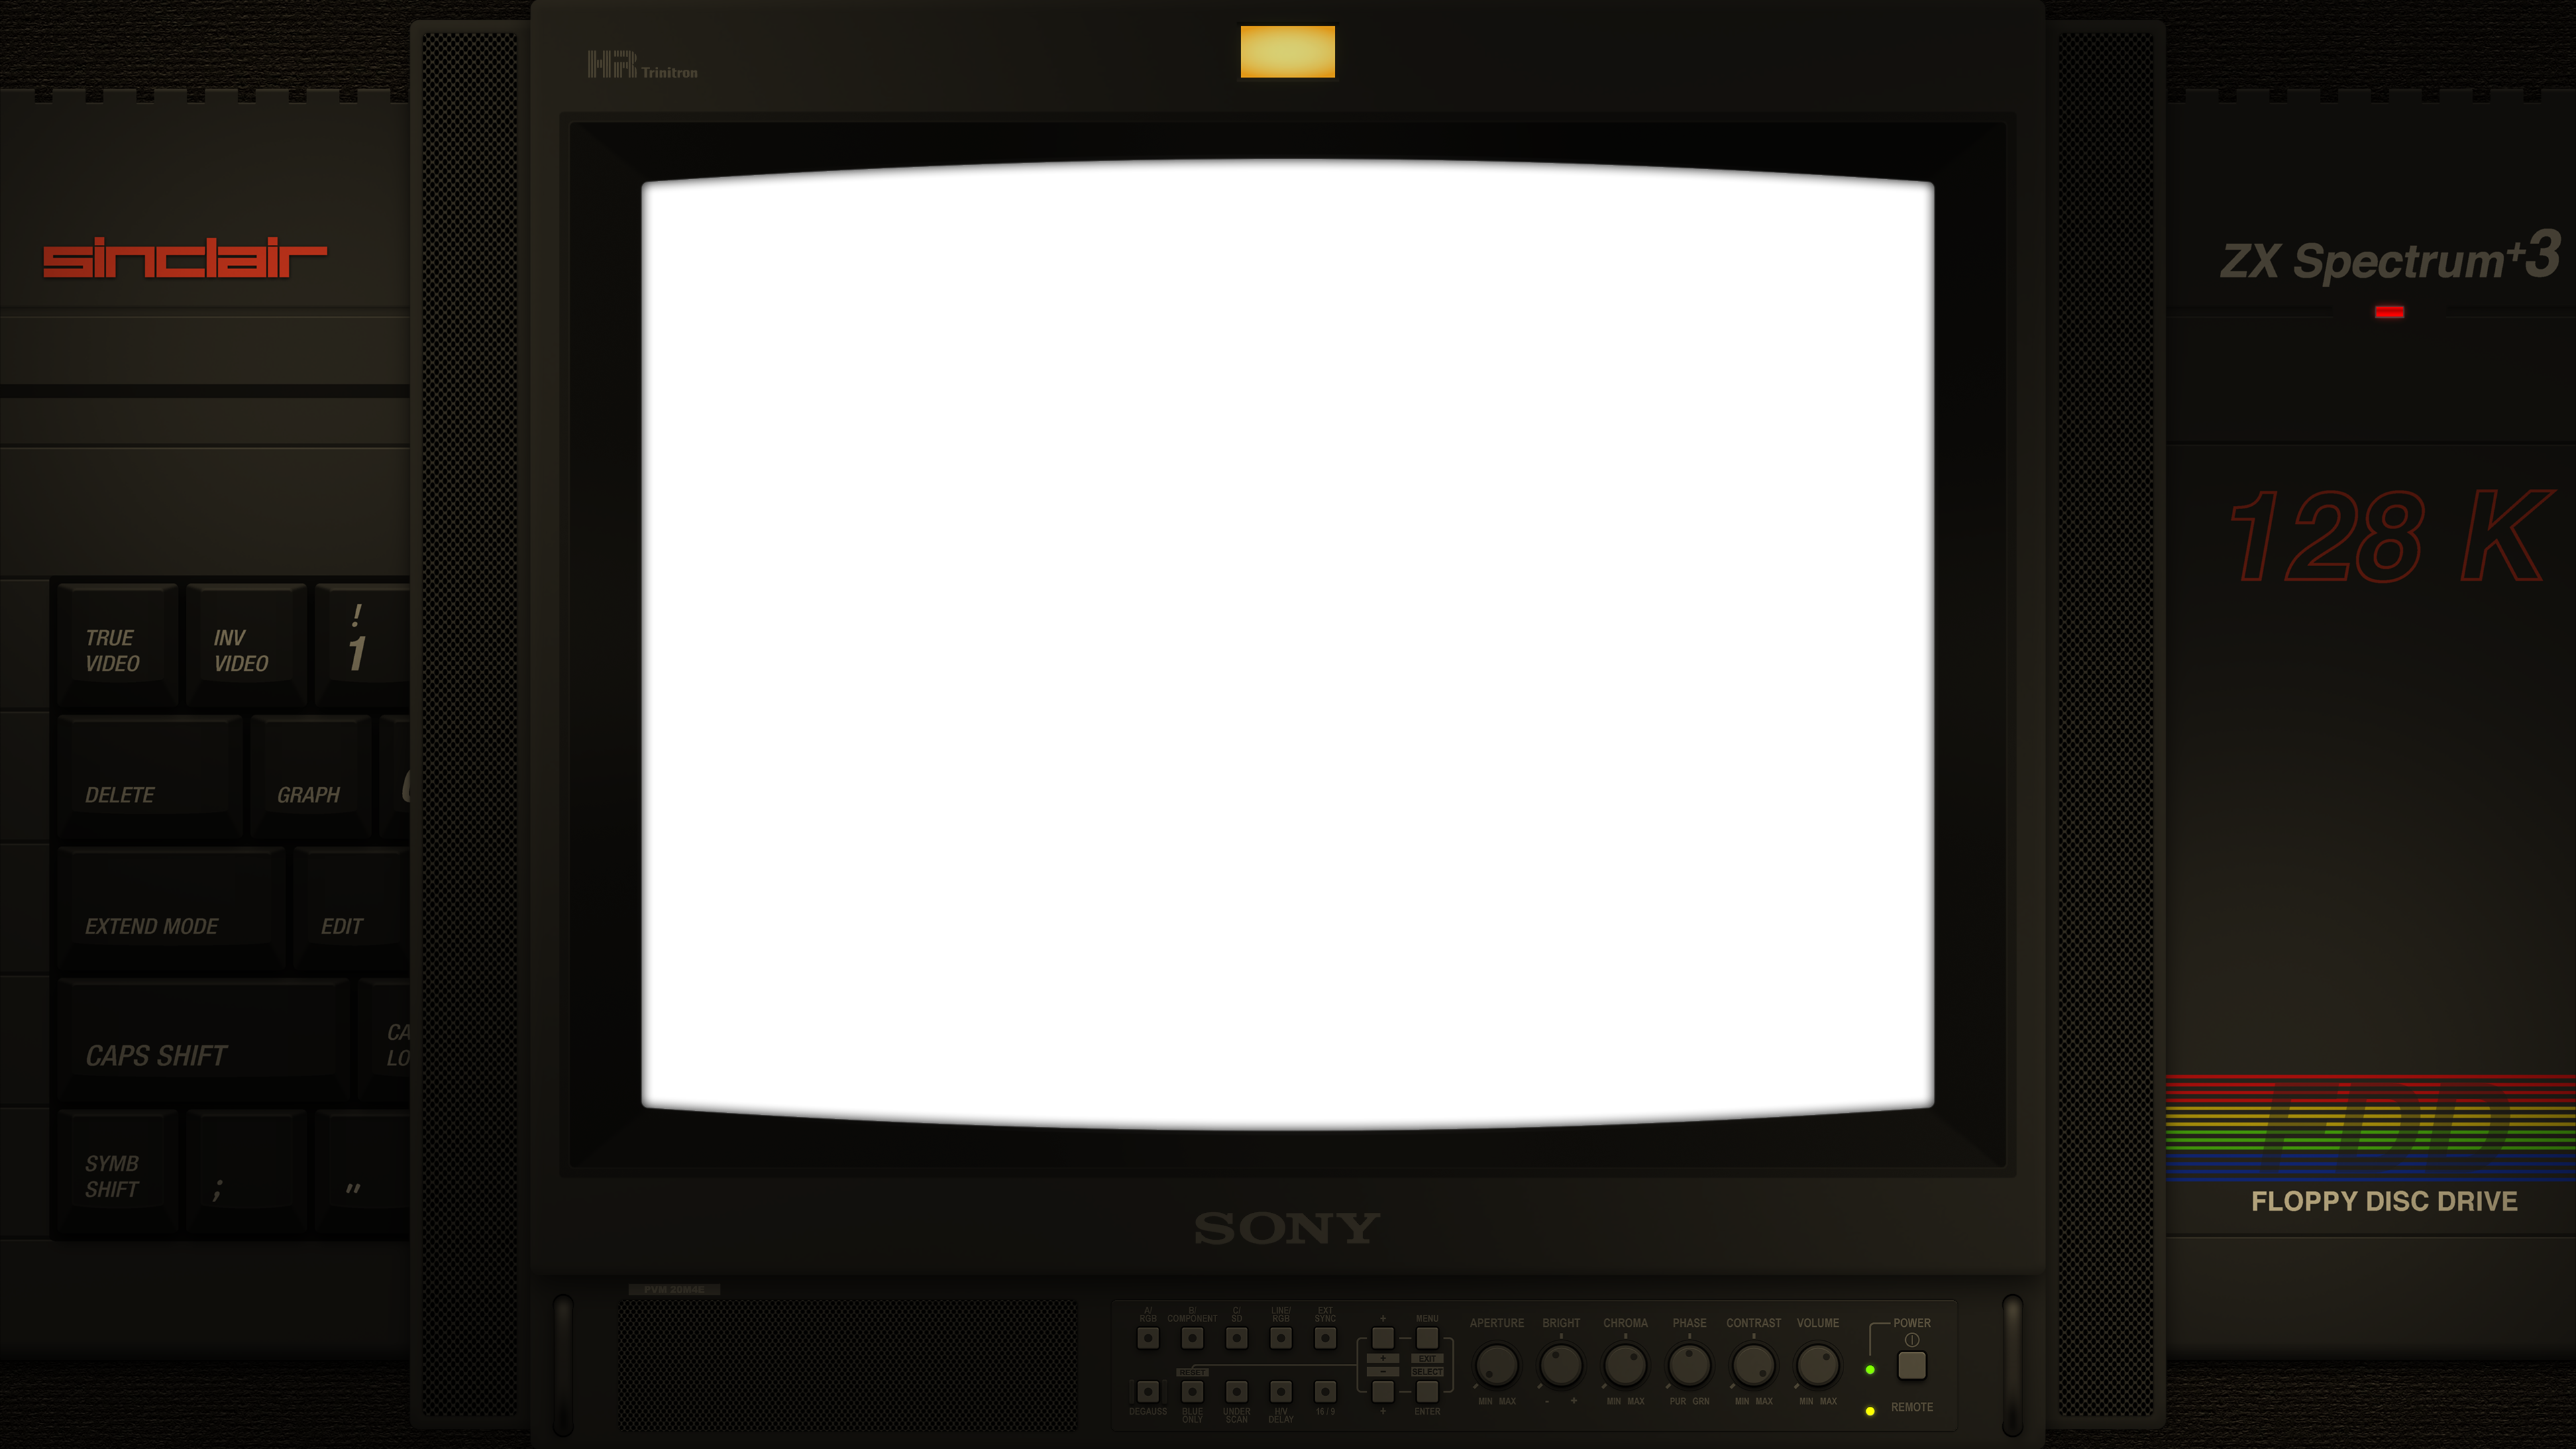 HR Trinitron
sinclair
ZX Spectrum+3
128 K
TRUE VIDEO
INV VIDEO
!
1
DELETE
GRAPH
EXTEND MODE
EDIT
CAPS SHIFT
CA
LO
SYMB SHIFT
;
"
FDD
FLOPPY DISC DRIVE
SONY
PVM 20M4E
A/ RGB
B/ COMPONENT
C/ SD
LINE/ RGB
EXT SYNC
+
MENU
APERTURE
BRIGHT
CHROMA
PHASE
CONTRAST
VOLUME
POWER
+
EXIT
RESET
−
SELECT
DEGAUSS
BLUE ONLY
UNDER SCAN
H/V DELAY
16/9
+
ENTER
MIN MAX
- +
MIN MAX
PUR GRN
MIN MAX
MIN MAX
REMOTE